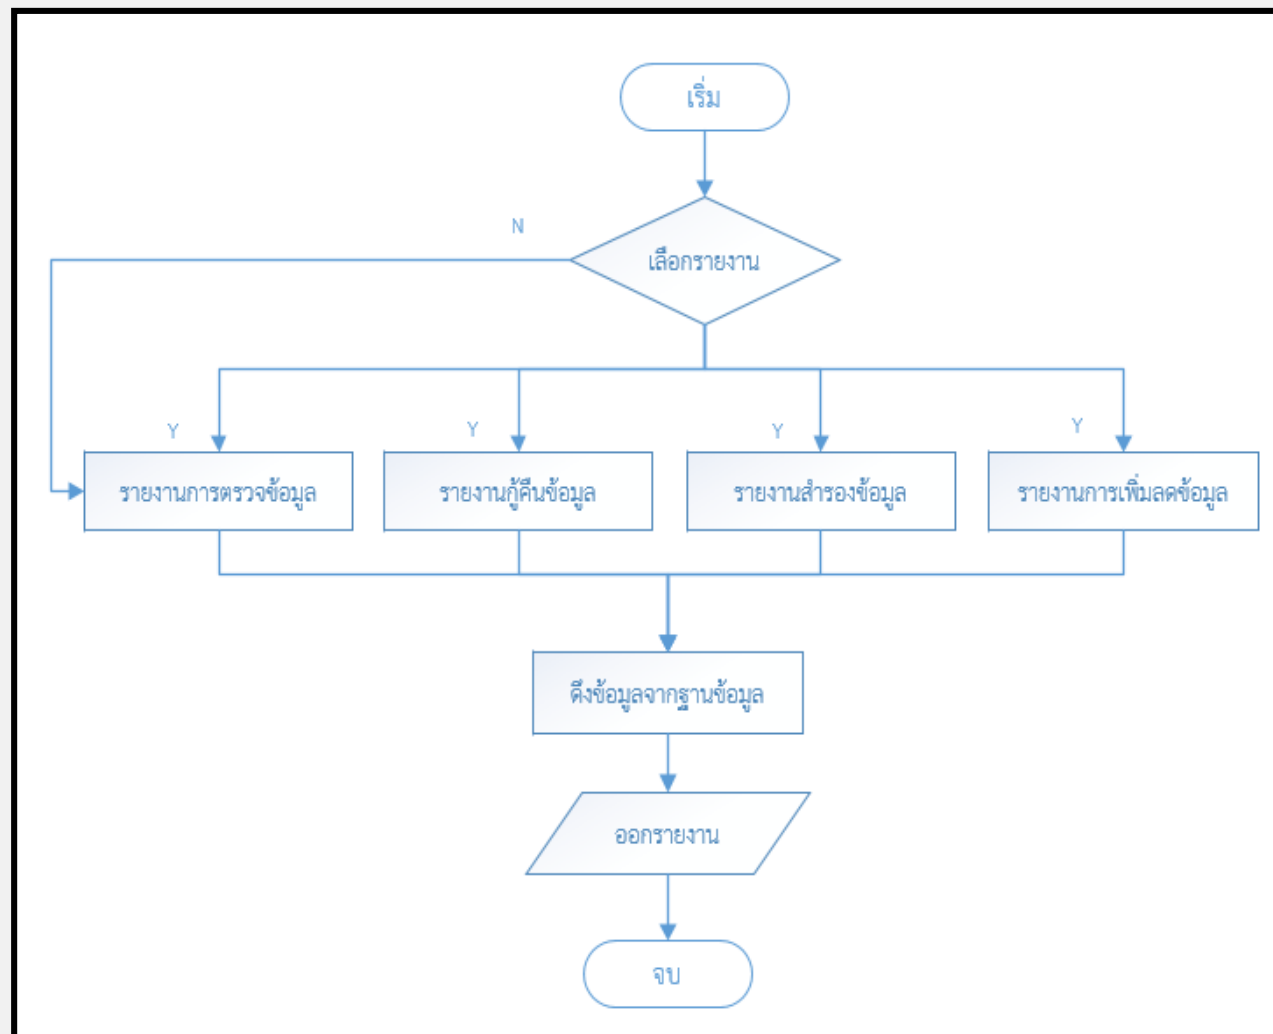 เริ่ม
N
เลือกรายงาน
Y
Y
Y
Y
รายงานการตรวจข้อมูล
รายงานกู้คืนข้อมูล
รายงานสำรองข้อมูล
รายงานการเพิ่มลดข้อมูล
ดึงข้อมูลจากฐานข้อมูล
ออกรายงาน
จบ